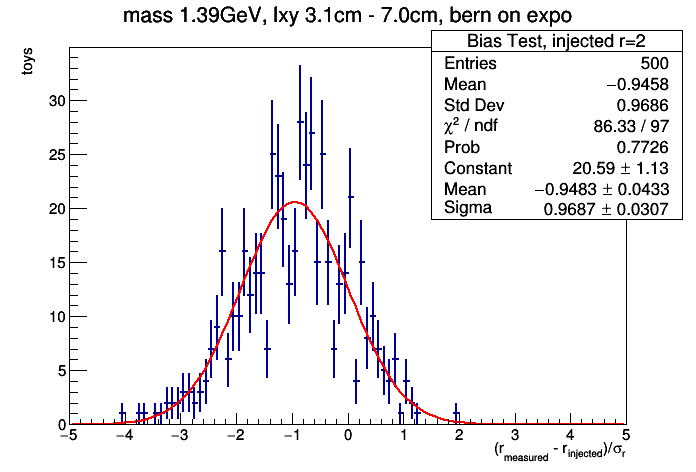 mass 1.39GeV, lxy 3.1cm - 7.0cm, bern on expo
Bias Test, injected r=2
Entries 500
Mean −0.9458
Std Dev 0.9686
χ² / ndf 86.33 / 97
Prob 0.7726
Constant 20.59 ± 1.13
Mean −0.9483 ± 0.0433
Sigma 0.9687 ± 0.0307
toys
30
25
20
15
10
5
0
−5 −4 −3 −2 −1 0 1 2 3 4 5
(r_measured - r_injected)/σ_r